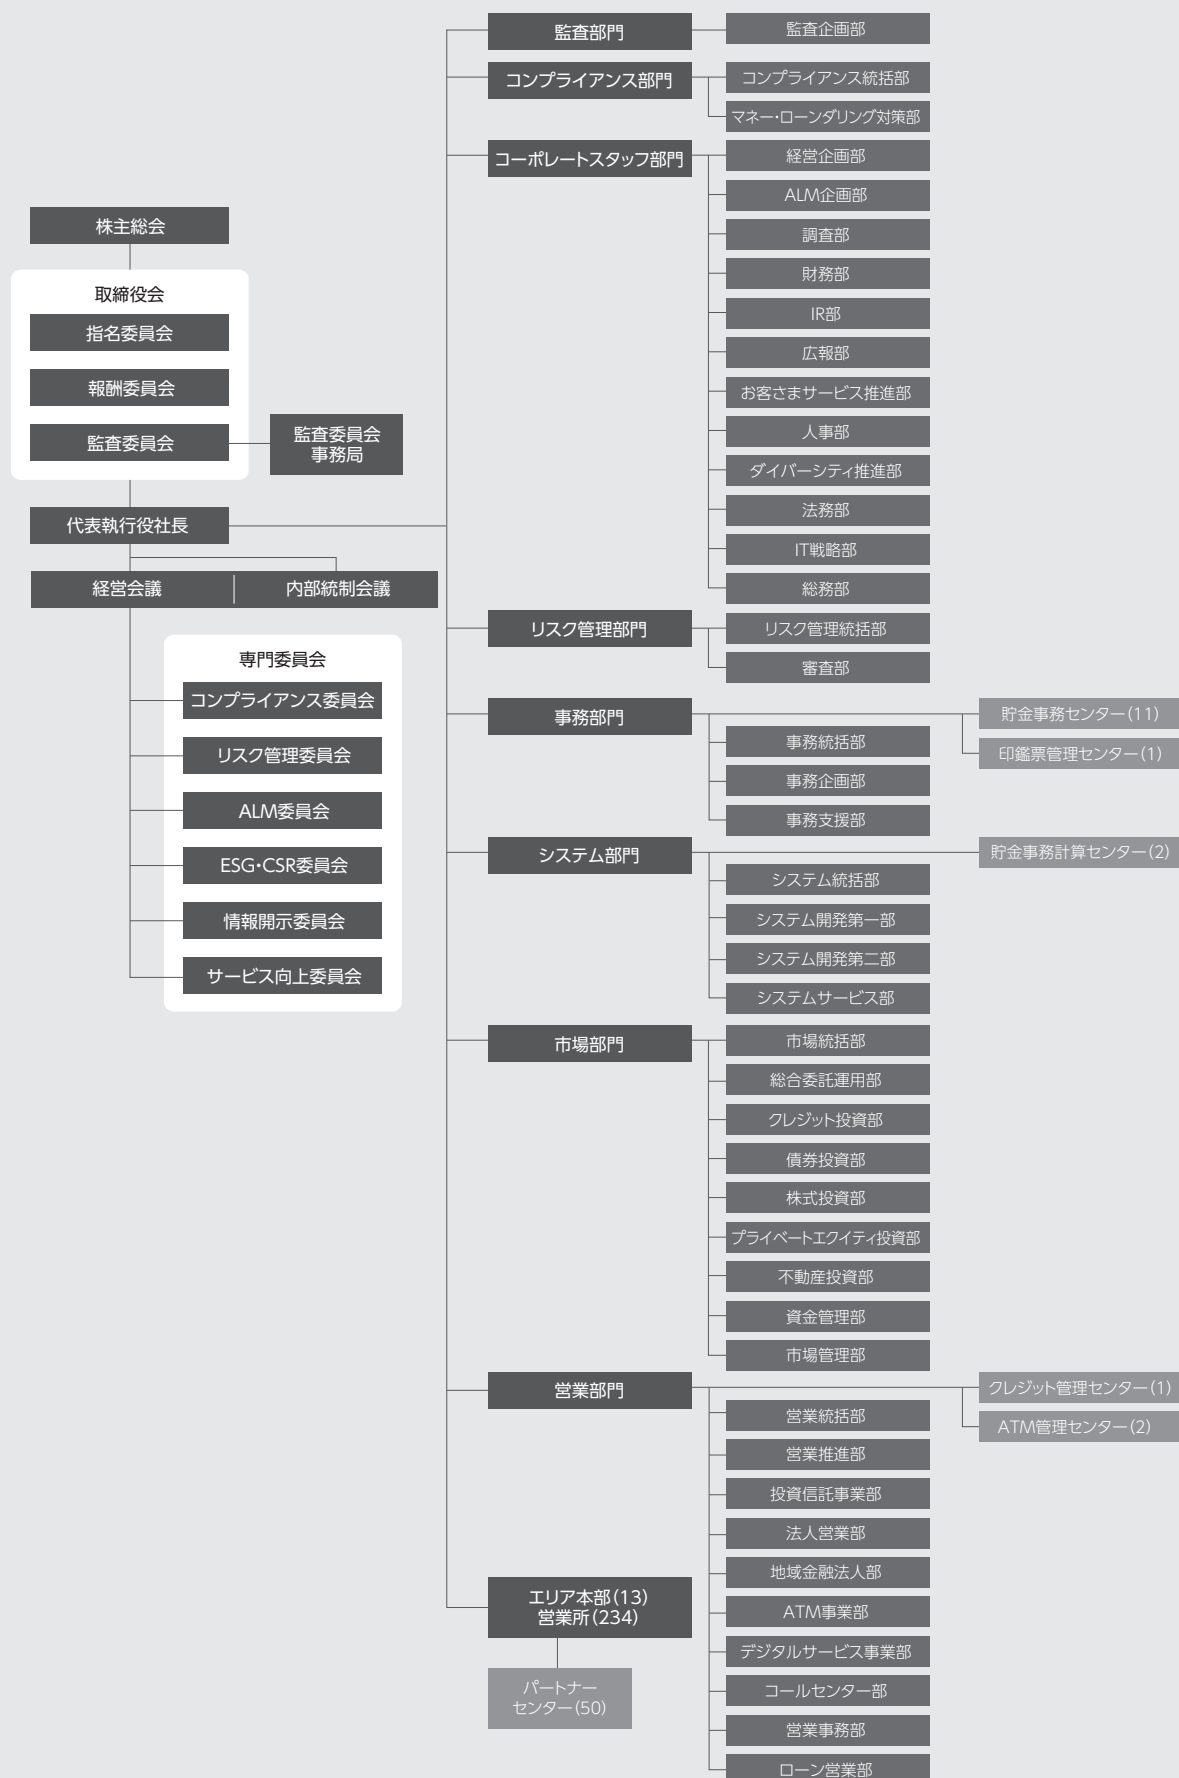 株主総会
取締役会
指名委員会
報酬委員会
監査委員会
監査委員会
事務局
代表執行役社長
経営会議
内部統制会議
専門委員会
コンプライアンス委員会
リスク管理委員会
ALM委員会
ESG・CSR委員会
情報開示委員会
サービス向上委員会
監査部門
監査企画部
コンプライアンス部門
コンプライアンス統括部
マネー・ローンダリング対策部
コーポレートスタッフ部門
経営企画部
ALM企画部
調査部
財務部
IR部
広報部
お客さまサービス推進部
人事部
ダイバーシティ推進部
法務部
IT戦略部
総務部
リスク管理部門
リスク管理統括部
審査部
事務部門
貯金事務センター(11)
印鑑票管理センター(1)
事務統括部
事務企画部
事務支援部
システム部門
貯金事務計算センター(2)
システム統括部
システム開発第一部
システム開発第二部
システムサービス部
市場部門
市場統括部
総合委託運用部
クレジット投資部
債券投資部
株式投資部
プライベートエクイティ投資部
不動産投資部
資金管理部
市場管理部
営業部門
クレジット管理センター(1)
ATM管理センター(2)
営業統括部
営業推進部
投資信託事業部
法人営業部
地域金融法人部
ATM事業部
デジタルサービス事業部
コールセンター部
営業事務部
ローン営業部
エリア本部(13)
営業所(234)
パートナー
センター(50)